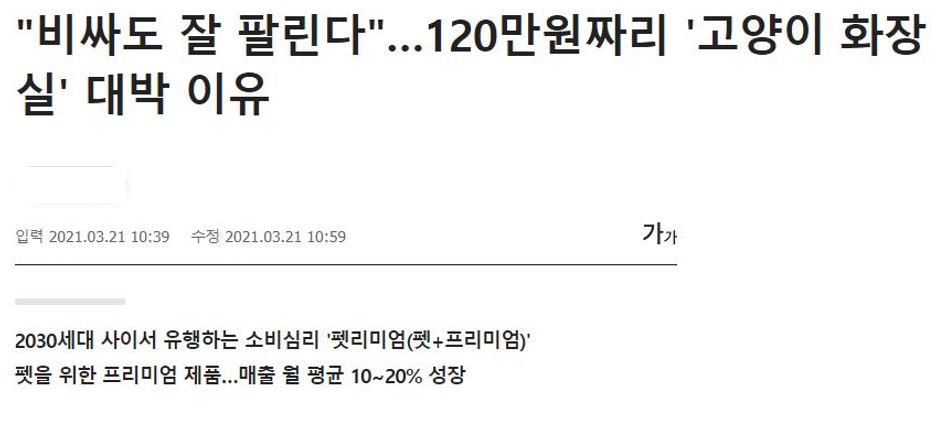 "비싸도 잘 팔린다"...120만원짜리 '고양이 화장
실' 대박 이유
입력 2021.03.21 10:39 수정 2021.03.21 10:59
가가
2030세대 사이서 유행하는 소비심리 '펫리미엄(펫+프리미엄)'
펫을 위한 프리미엄 제품...매출 월 평균 10~20% 성장